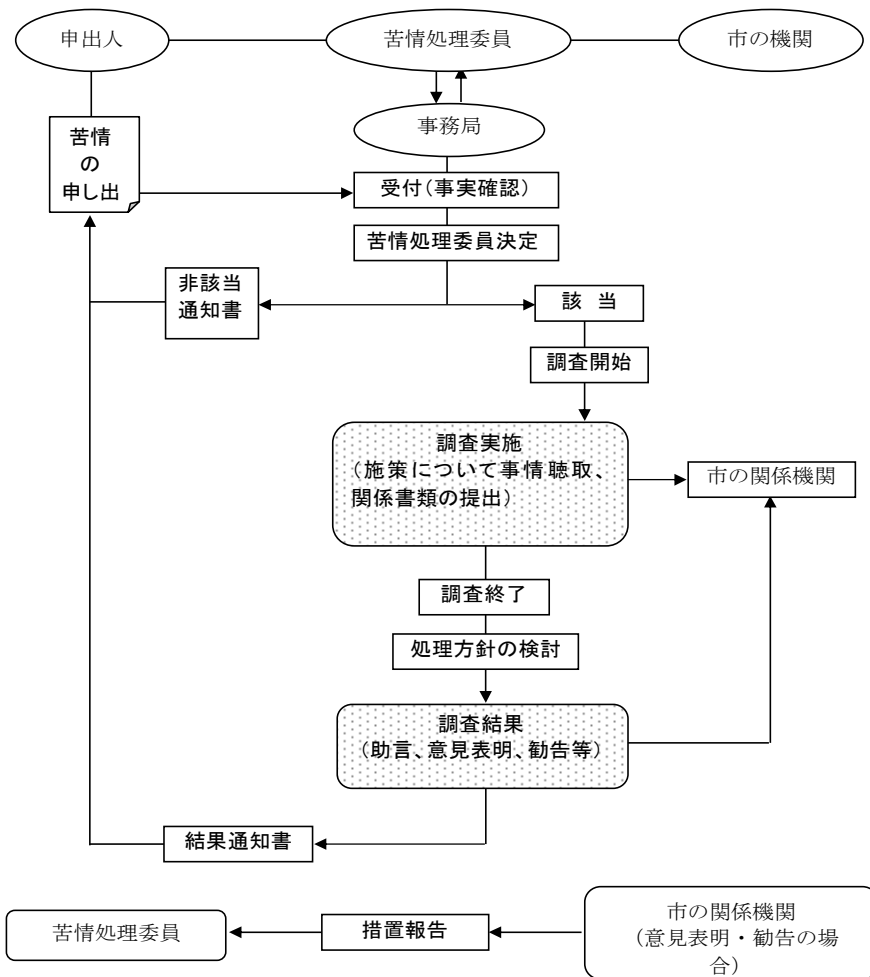 申出人
苦情処理委員
市の機関
事務局
苦情
の
申し出
受付（事実確認）
苦情処理委員決定
非該当
通知書
該　当
調査開始
調査実施
（施策について事情聴取、
関係書類の提出）
市の関係機関
調査終了
処理方針の検討
調査結果
（助言、意見表明、勧告等）
結果通知書
苦情処理委員
措置報告
市の関係機関
（意見表明・勧告の場
合）